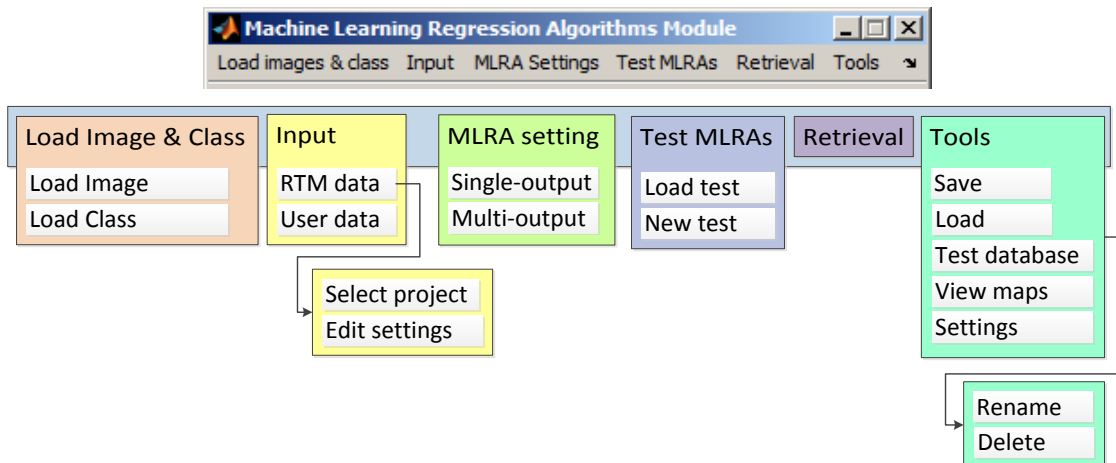 Machine Learning Regression Algorithms Module
Load images & class Input MLRA Settings Test MLRAs Retrieval Tools
Load Image & Class
Load Image
Load Class
Input
RTM data
User data
Select project
Edit settings
MLRA setting
Single-output
Multi-output
Test MLRAs
Load test
New test
Retrieval
Tools
Save
Load
Test database
View maps
Settings
Rename
Delete